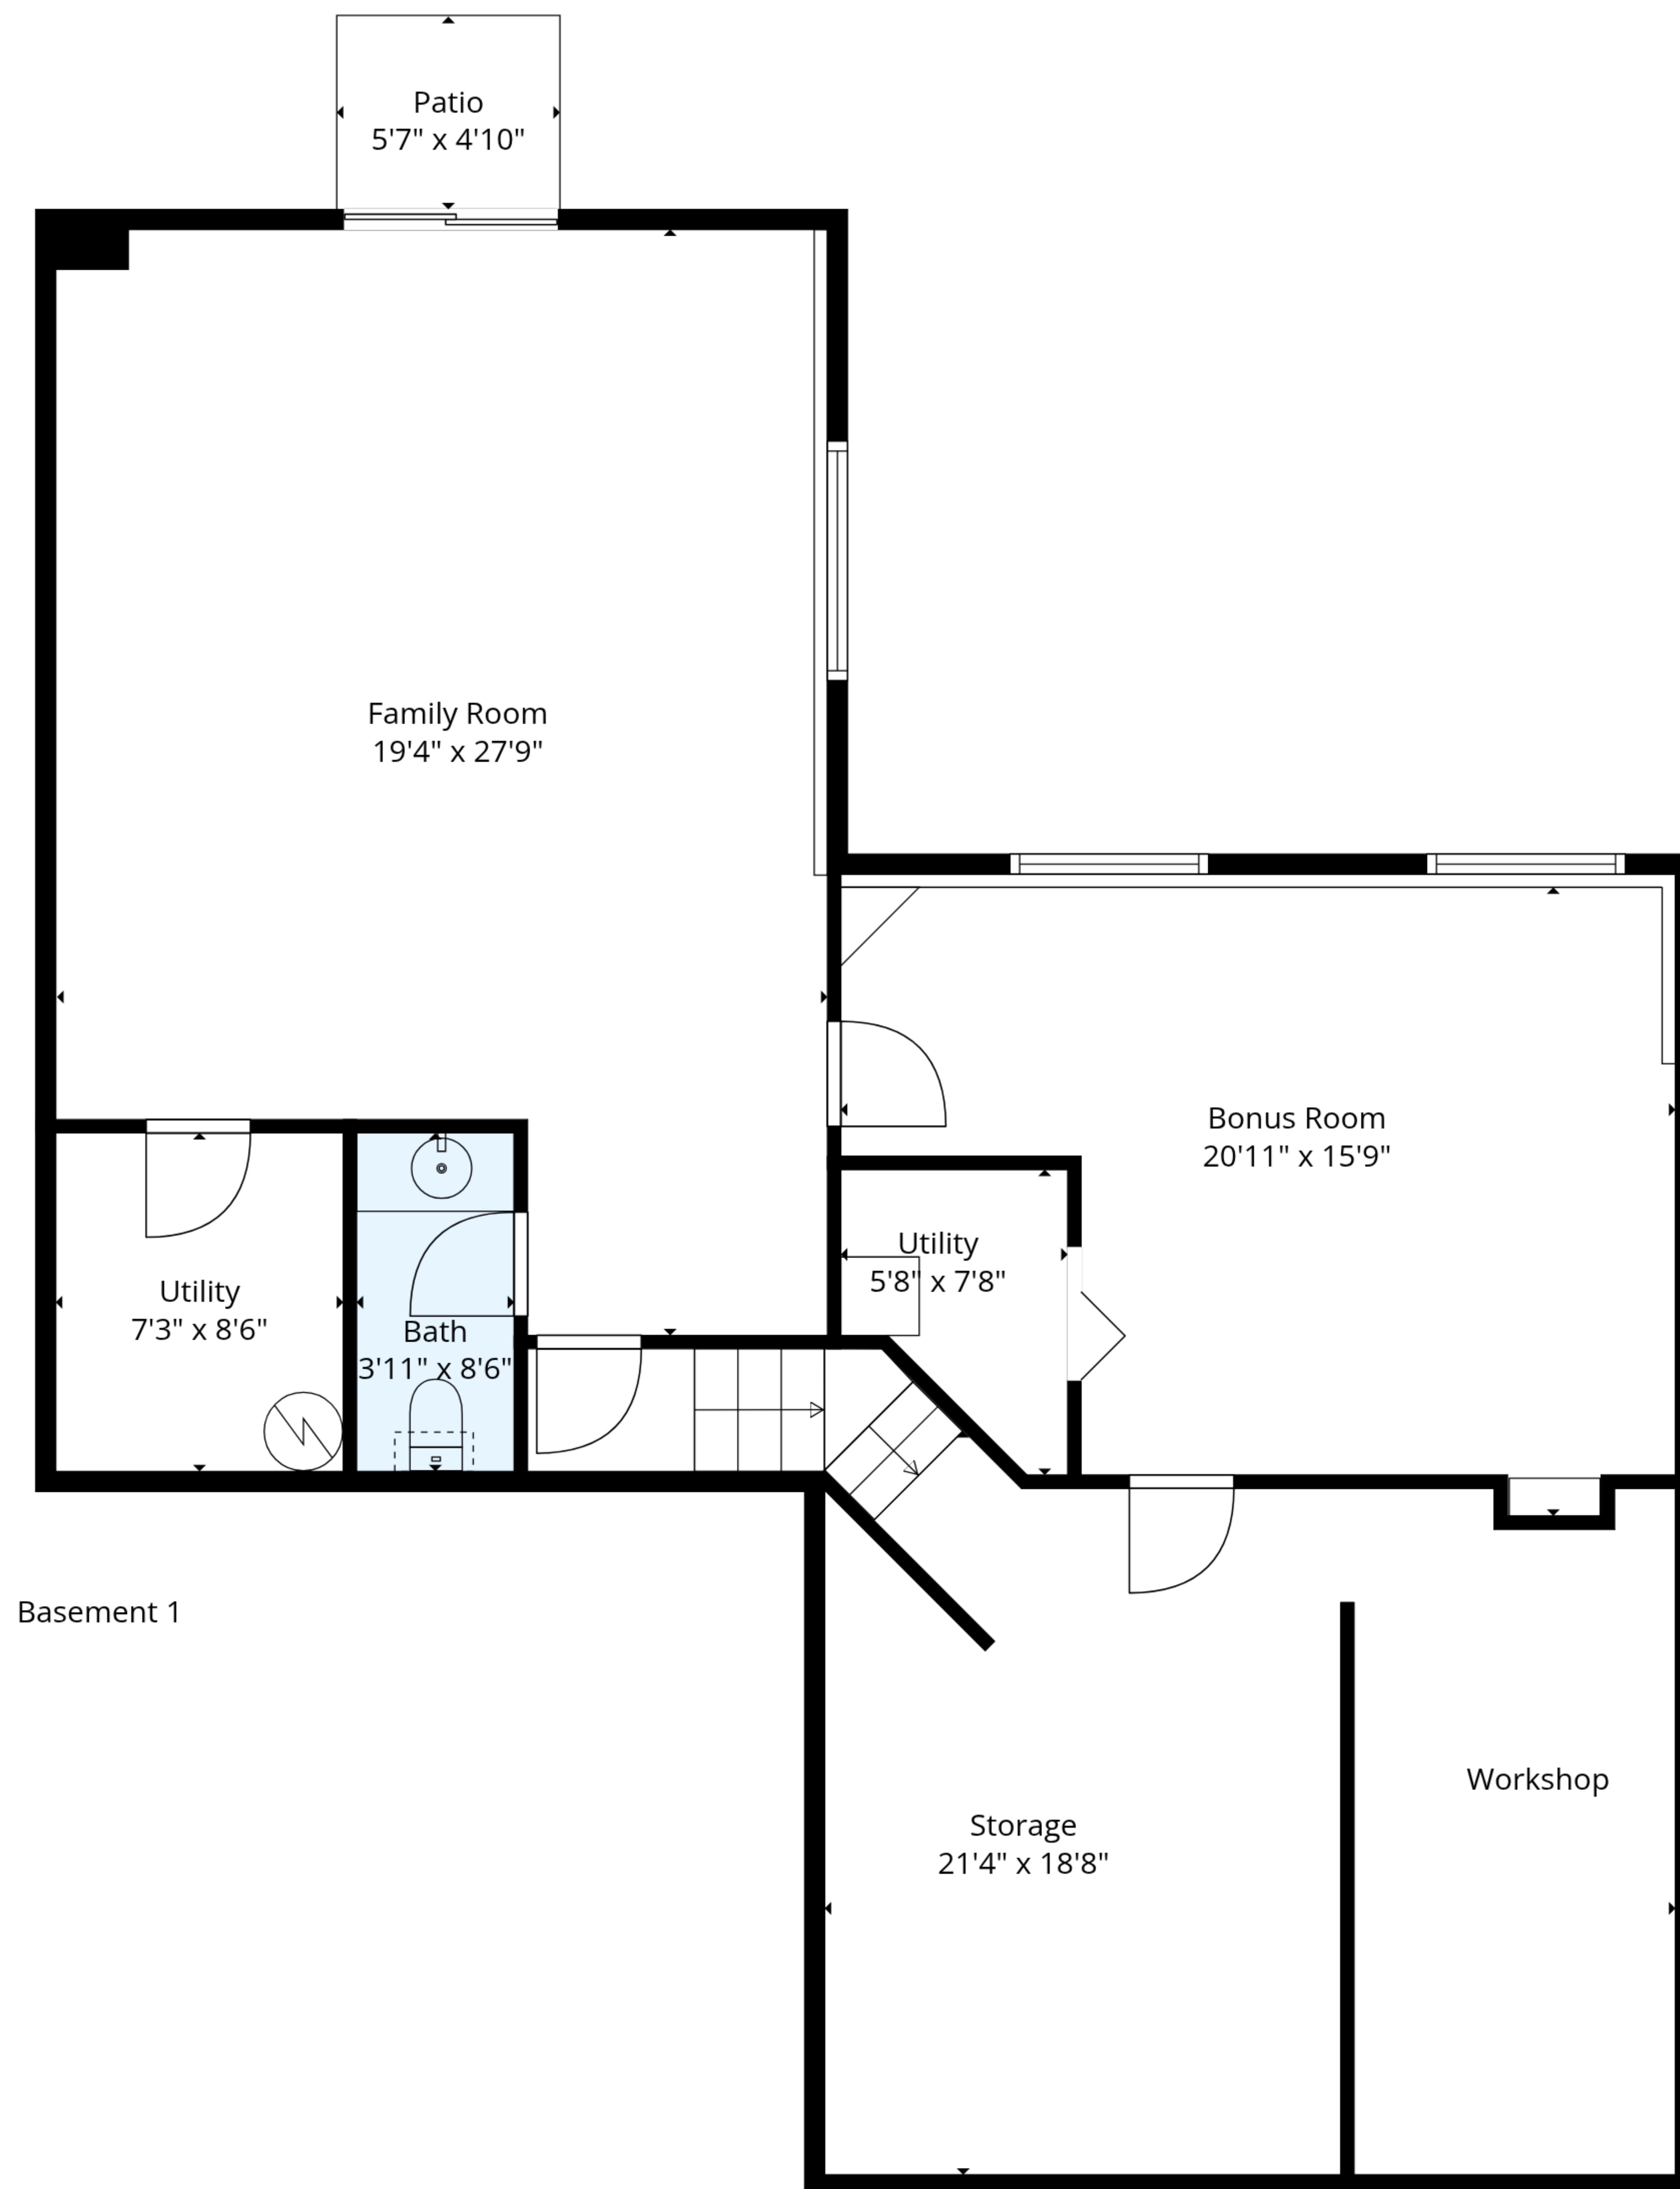 Patio
5'7" x 4'10"
Family Room
19'4" x 27'9"
Bonus Room
20'11" x 15'9"
Utility
5'8" x 7'8"
Utility
7'3" x 8'6"
Bath
3'11" x 8'6"
Basement 1
Workshop
Storage
21'4" x 18'8"